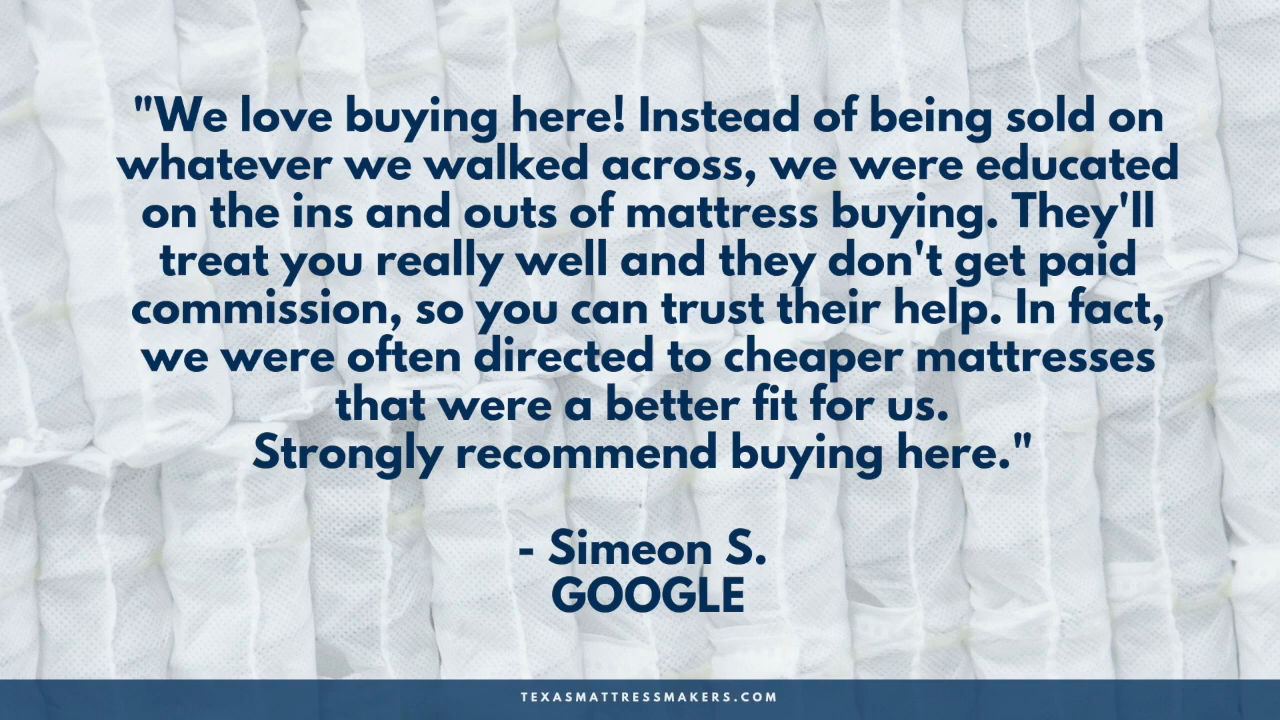 "We love buying here! Instead of being sold on
whatever we walked across, we were educated
on the ins and outs of mattress buying. They'll
treat you really well and they don't get paid
commission, so you can trust their help. In fact,
we were often directed to cheaper mattresses
that were a better fit for us.
Strongly recommend buying here."
- Simeon S.
GOOGLE
TEXASMATTRESSMAKERS.COM